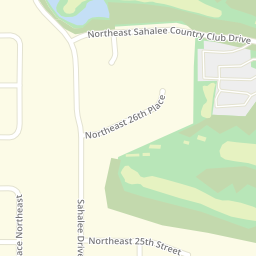 Northeast Sahalee Country Club Drive
Northeast 26th Place
Sahalee Drive
ace Northeast
Northeast 25th Street